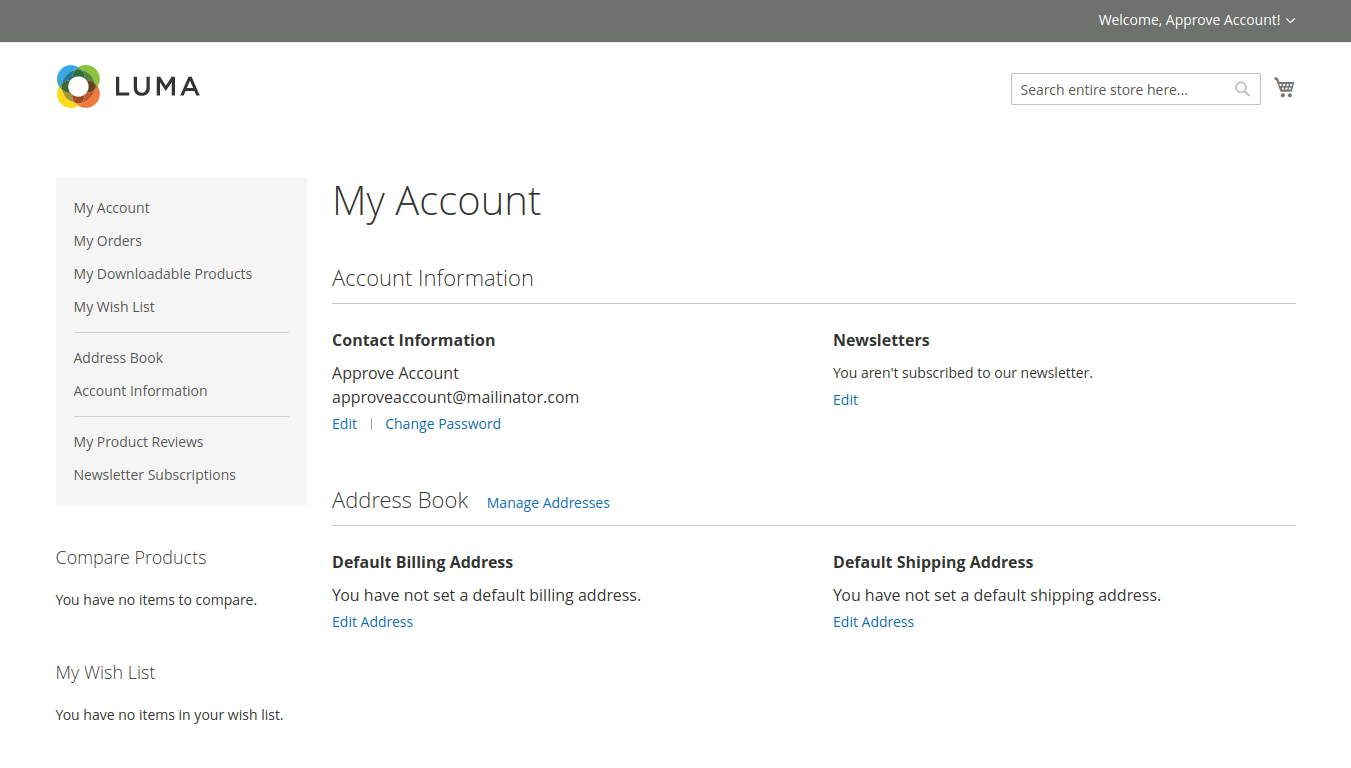 Welcome, Approve Account!
LUMA
Search entire store here...
My Account
My Orders
My Downloadable Products
My Wish List
Address Book
Account Information
My Product Reviews
Newsletter Subscriptions
Compare Products
You have no items to compare.
My Wish List
You have no items in your wish list.
My Account
Account Information
Contact Information
Approve Account
approveaccount@mailinator.com
Edit | Change Password
Newsletters
You aren't subscribed to our newsletter.
Edit
Address Book Manage Addresses
Default Billing Address
You have not set a default billing address.
Edit Address
Default Shipping Address
You have not set a default shipping address.
Edit Address